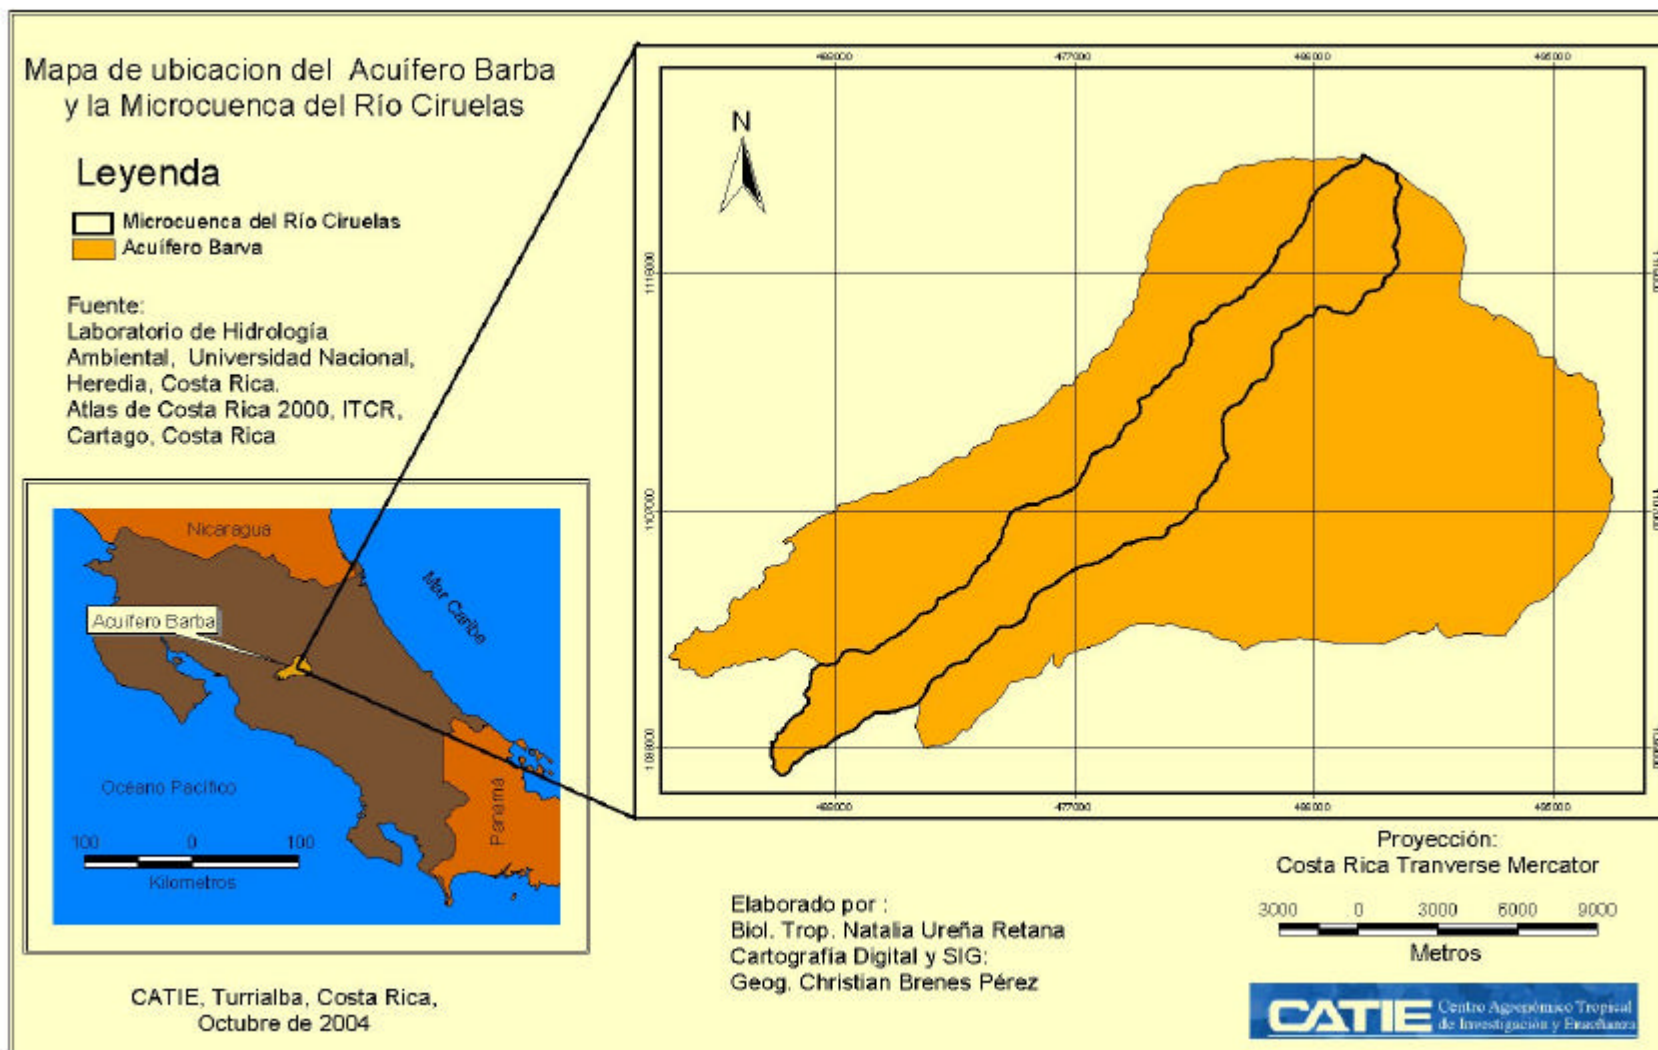 Mapa de ubicacion del Acuífero Barba
y la Microcuenca del Río Ciruelas
Leyenda
Microcuenca del Río Ciruelas
Acuífero Barva
Fuente:
Laboratorio de Hidrología
Ambiental, Universidad Nacional,
Heredia, Costa Rica.
Atlas de Costa Rica 2000, ITCR,
Cartago, Costa Rica
Nicaragua
Mar Caribe
Acuífero Barba
Océano Pacífico
Panamá
100 0 100
Kilometros
CATIE, Turrialba, Costa Rica,
Octubre de 2004
N
477000
1107000
477000
Proyección:
Costa Rica Tranverse Mercator
3000 0 3000 6000 9000
Metros
Elaborado por :
Biol. Trop. Natalia Ureña Retana
Cartografía Digital y SIG:
Geog. Christian Brenes Pérez
CATIE Centro Agronómico Tropical
de Investigación y Enseñanza